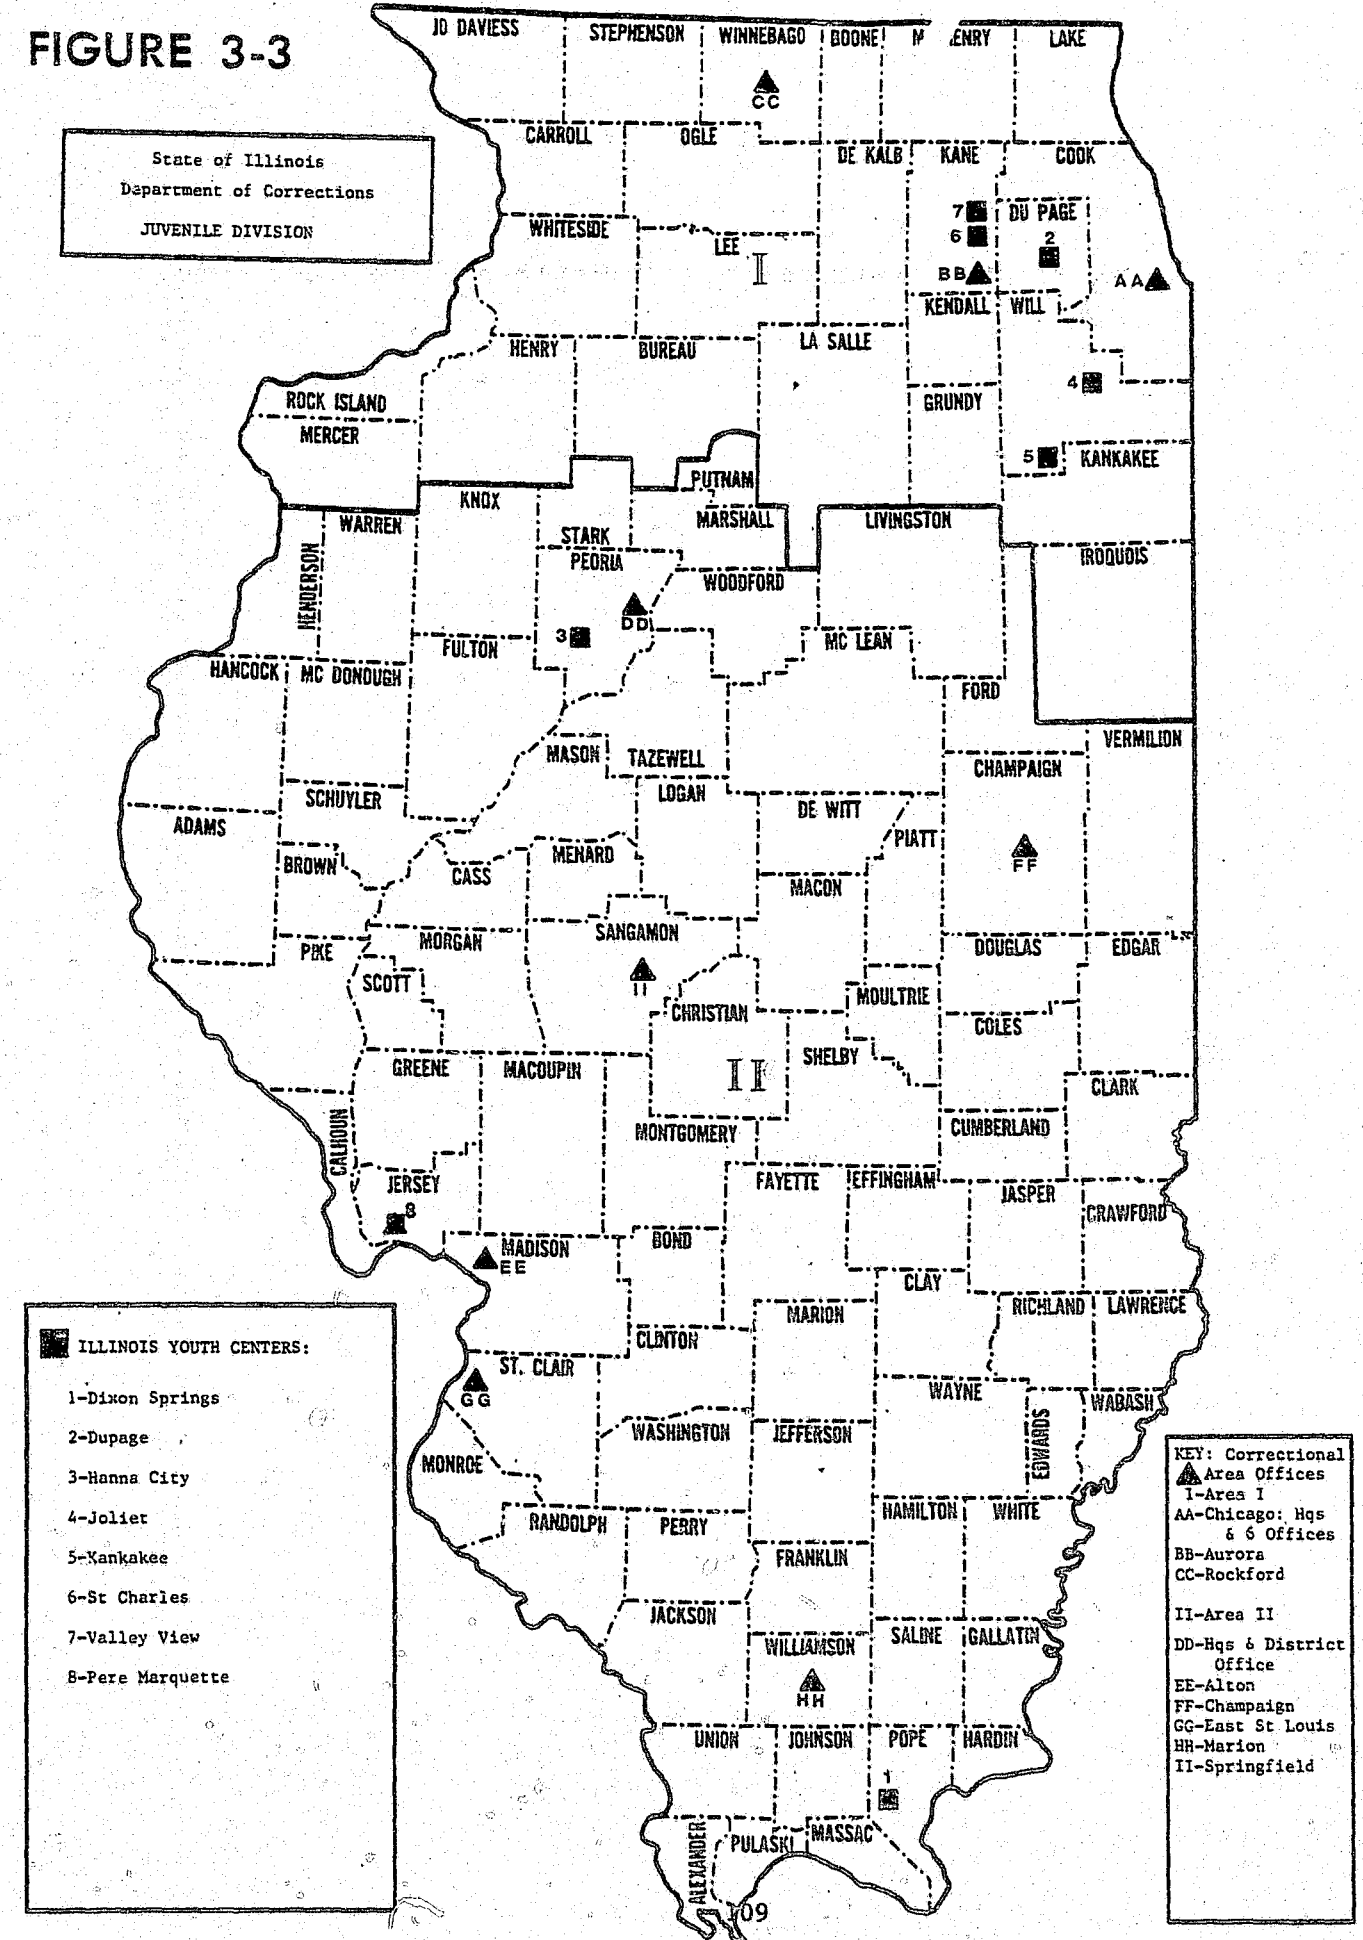 FIGURE 3-3
State of Illinois
Department of Corrections
JUVENILE DIVISION
JO DAVIESS
STEPHENSON
WINNEBAGO
BOONE
M ENRY
LAKE
CC
CARROLL
OGLE
DE KALB
KANE
COOK
7
DU PAGE
WHITESIDE
6
2
LEE
I
BB
AA
KENDALL
WILL
HENRY
BUREAU
LA SALLE
4
ROCK ISLAND
GRUNDY
MERCER
5
KANKAKEE
PUTNAM
KNOX
WARREN
MARSHALL
LIVINGSTON
STARK
HENDERSON
PEORIA
IROQUOIS
WOODFORD
DD
3
FULTON
MC LEAN
HANCOCK
MC DONOUGH
FORD
VERMILION
MASON
TAZEWELL
CHAMPAIGN
SCHUYLER
LOGAN
DE WITT
ADAMS
PIATT
BROWN
CASS
MENARD
FF
MACON
PIKE
MORGAN
SANGAMON
DOUGLAS
EDGAR
SCOTT
II
MOULTRIE
CHRISTIAN
COLES
SHELBY
GREENE
MACOUPIN
II
CLARK
CALHOUN
MONTGOMERY
CUMBERLAND
JERSEY
FAYETTE
EFFINGHAM
JASPER
CRAWFORD
8
MADISON
EE
BOND
CLAY
MARION
RICHLAND
LAWRENCE
CLINTON
ST. CLAIR
GG
WAYNE
WABASH
WASHINGTON
JEFFERSON
EDWARDS
MONROE
HAMILTON
WHITE
RANDOLPH
PERRY
FRANKLIN
JACKSON
WILLIAMSON
SALINE
GALLATIN
HH
UNION
JOHNSON
POPE
HARDIN
1
ALEXANDER
PULASKI
MASSAC
ILLINOIS YOUTH CENTERS:
1-Dixon Springs
2-Dupage
3-Hanna City
4-Joliet
5-Kankakee
6-St Charles
7-Valley View
8-Pere Marquette
KEY: Correctional
Area Offices
I-Area I
AA-Chicago: Hqs
& 6 Offices
BB-Aurora
CC-Rockford
II-Area II
DD-Hqs & District
Office
EE-Alton
FF-Champaign
GG-East St Louis
HH-Marion
II-Springfield
109